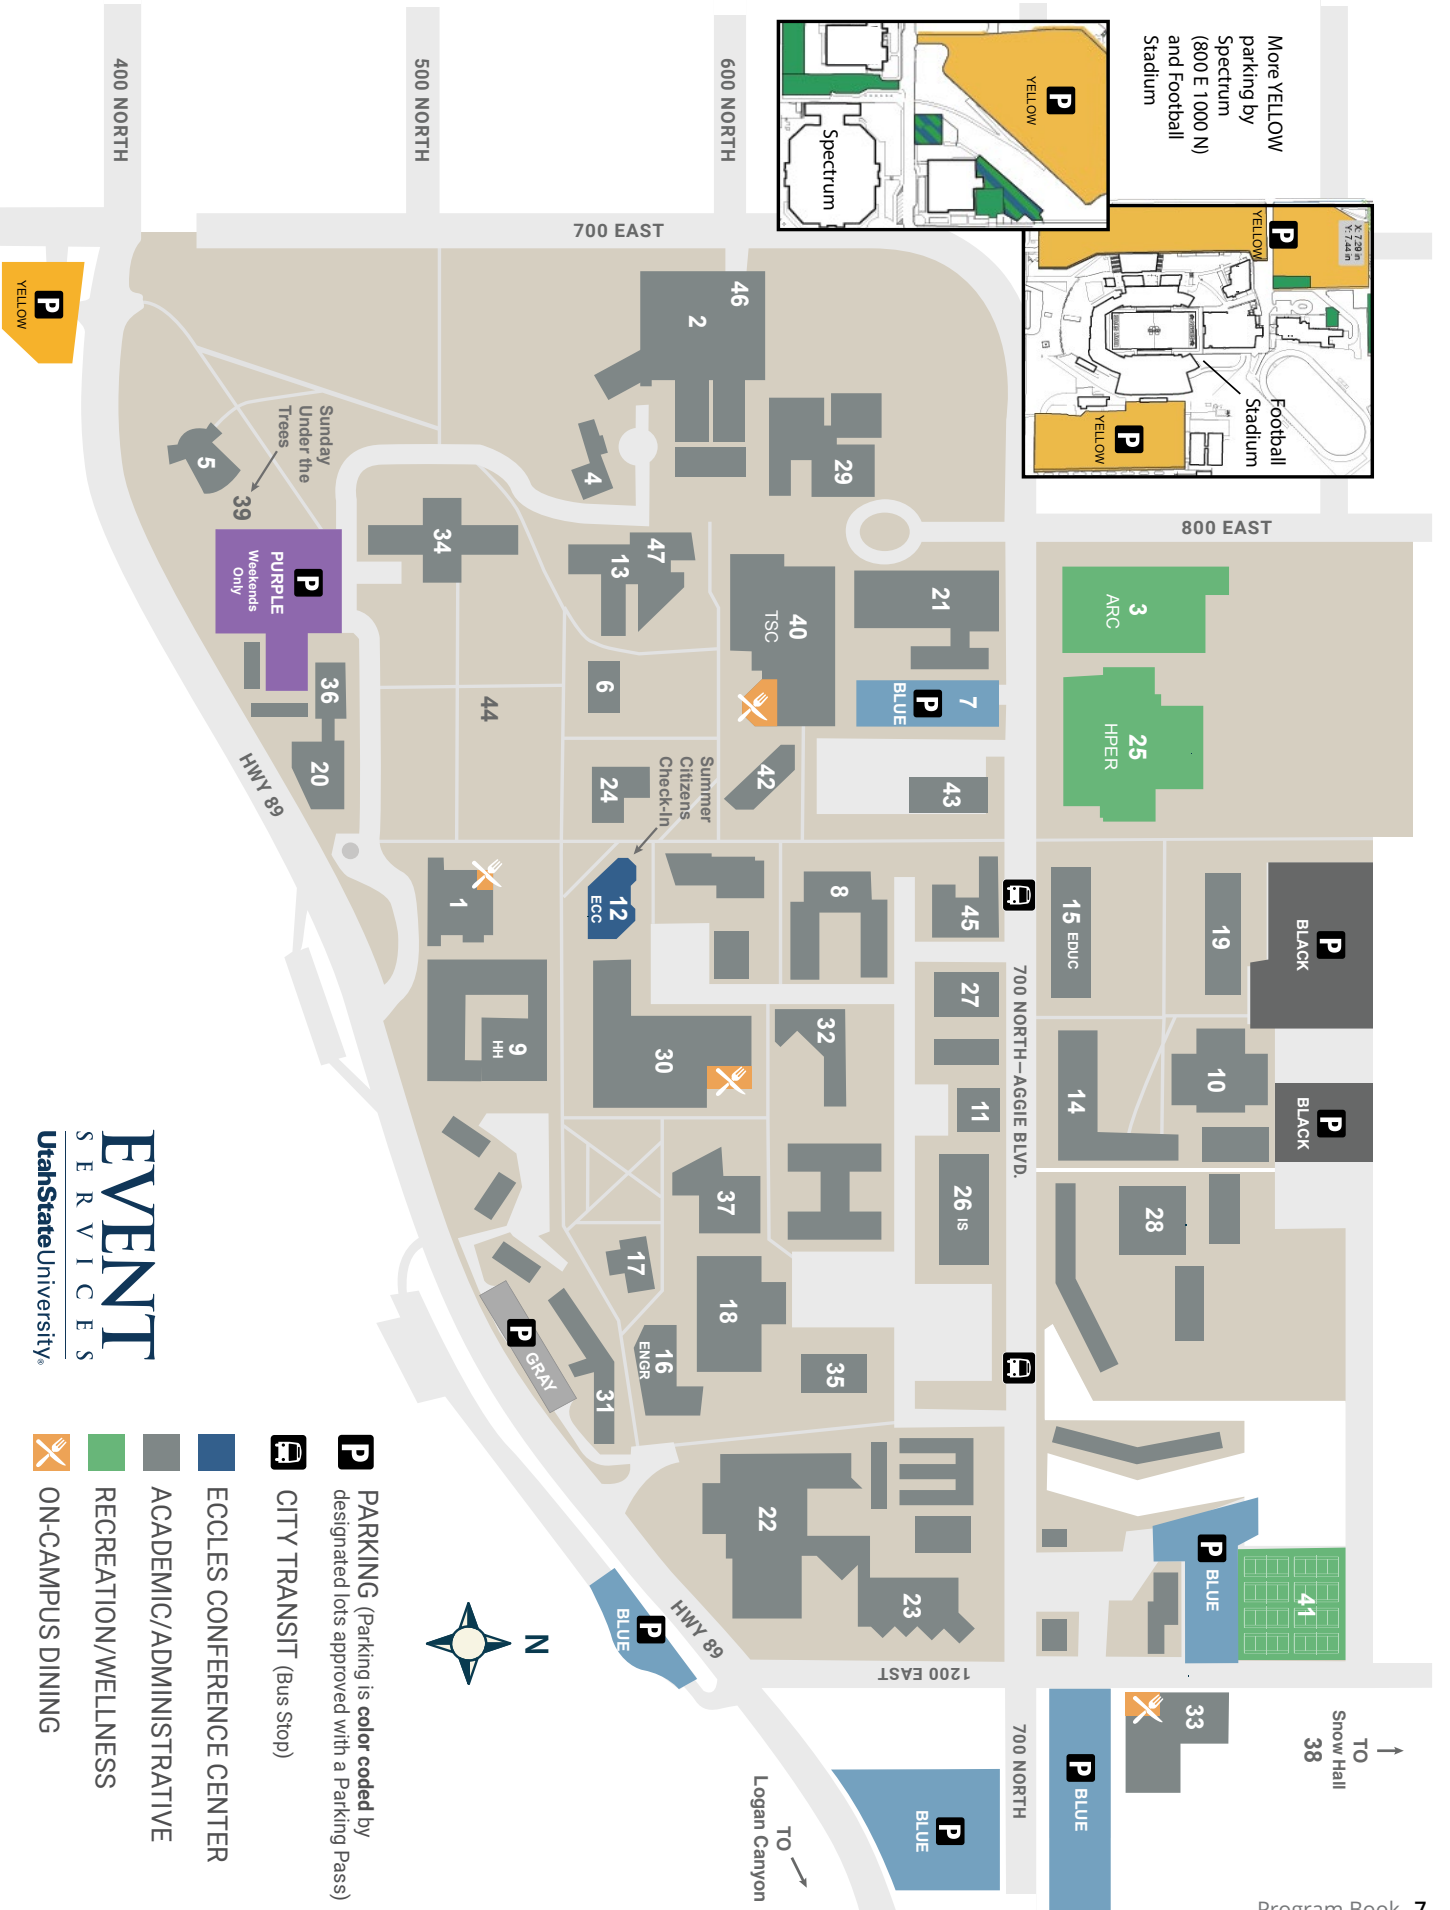 More YELLOW
parking by
Spectrum
(800 E 1000 N)
and Football
Stadium
P
YELLOW
Spectrum
P
YELLOW
X: 7.29 in
Y: 7.44 in
Football
Stadium
P
YELLOW
400 NORTH
500 NORTH
600 NORTH
700 EAST
800 EAST
P
YELLOW
46
2
4
29
5
Sunday
Under the
Trees
39
34
P
PURPLE
Weekends
Only
36
20
44
HWY 89
47
13
6
24
40
TSC
42
21
7
P
BLUE
43
3
ARC
25
HPER
Summer
Citizens
Check-In
12
ECC
1
9
HH
8
45
15 EDUC
19
P
BLACK
27
32
30
11
14
10
P
BLACK
700 NORTH—AGGIE BLVD.
26 IS
28
37
17
18
16
ENGR
35
31
P
GRAY
22
23
P
BLUE
41
P
BLUE
HWY 89
1200 EAST
700 NORTH
33
P
BLUE
P
BLUE
TO
Snow Hall
38
TO
Logan Canyon
N
EVENT
SERVICES
UtahStateUniversity®
P
PARKING (Parking is color coded by
designated lots approved with a Parking Pass)
CITY TRANSIT (Bus Stop)
ECCLES CONFERENCE CENTER
ACADEMIC/ADMINISTRATIVE
RECREATION/WELLNESS
ON-CAMPUS DINING
Program Book 7